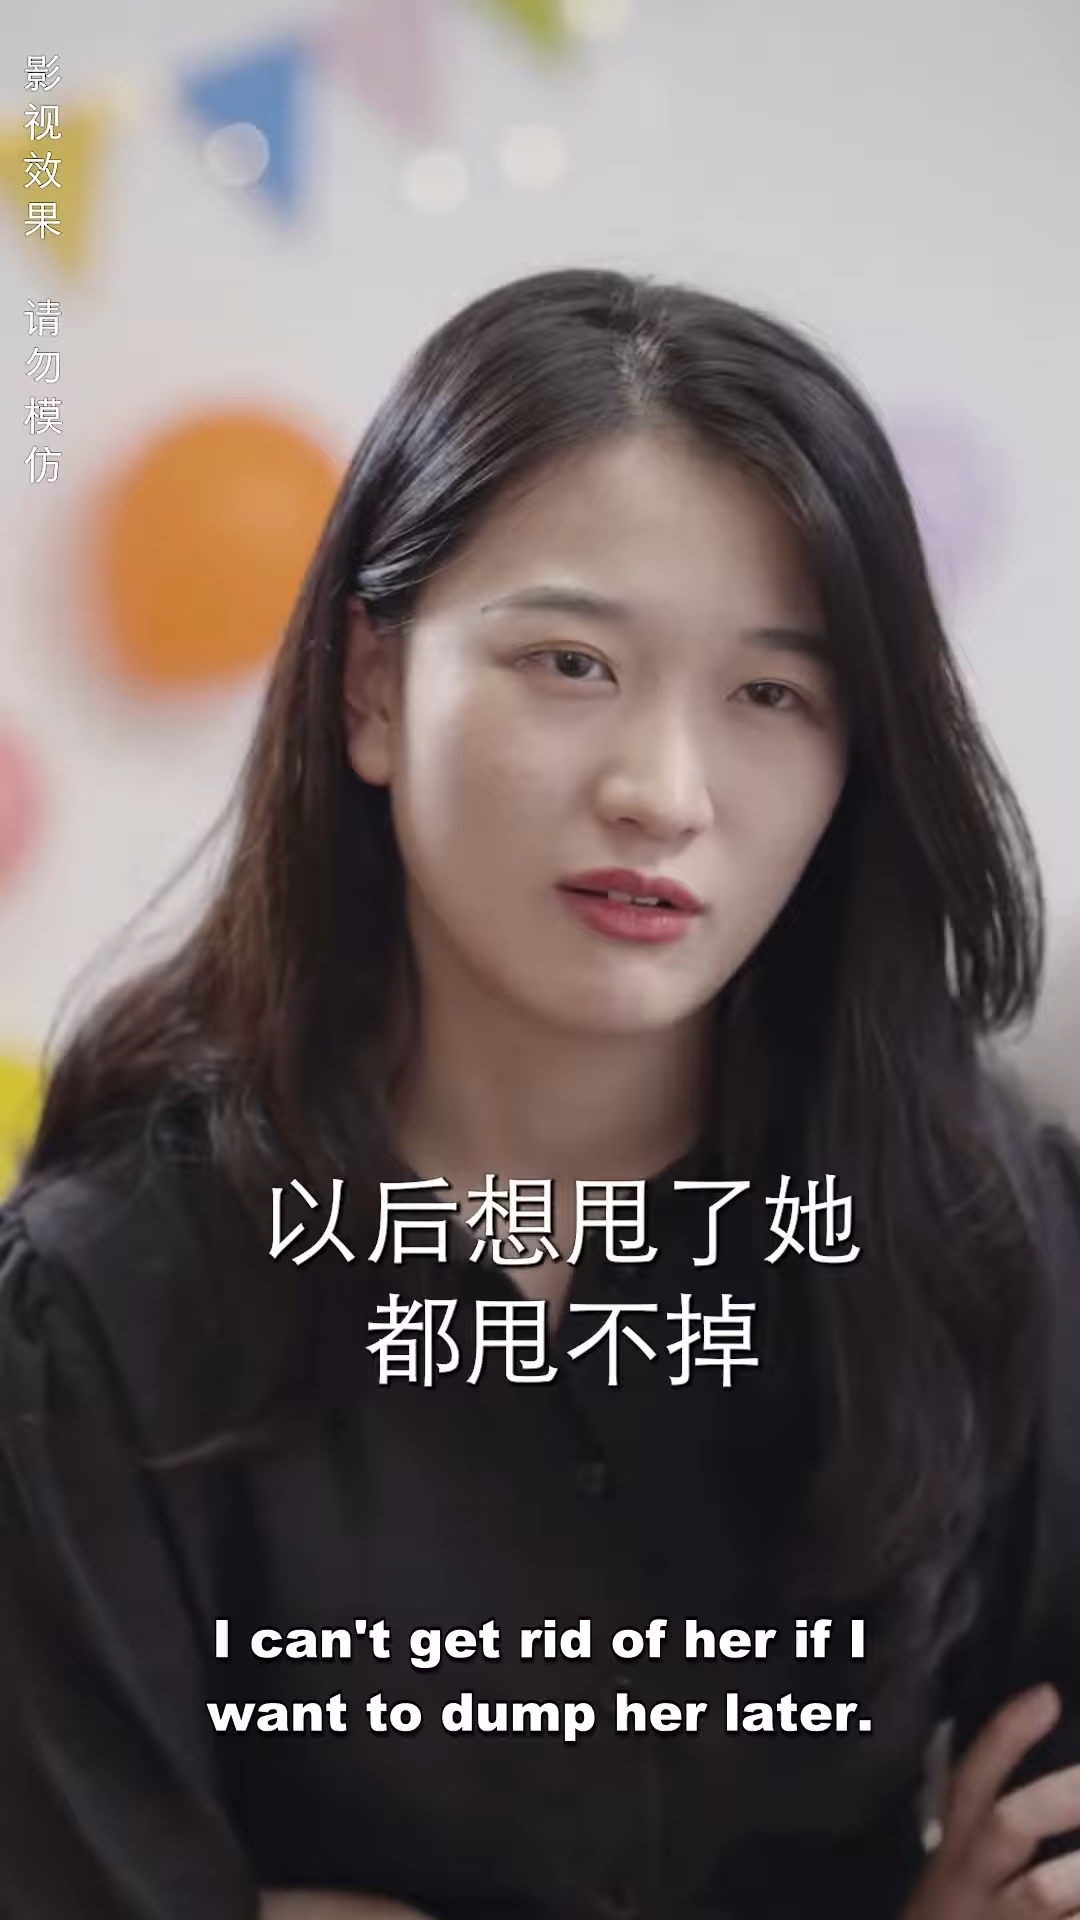 影视效果 请勿模仿
以后想甩了她
都甩不掉
I can't get rid of her if I
want to dump her later.